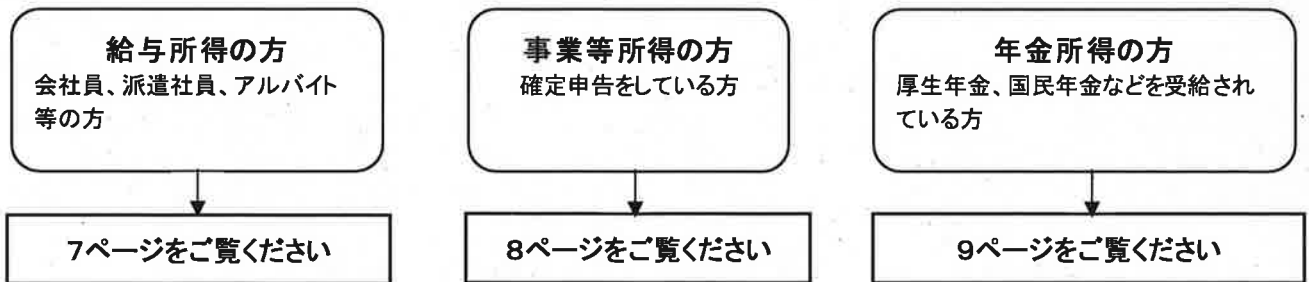 給与所得の方
会社員、派遣社員、アルバイト
等の方
7ページをご覧ください
事業等所得の方
確定申告をしている方
8ページをご覧ください
年金所得の方
厚生年金、国民年金などを受給され
ている方
9ページをご覧ください